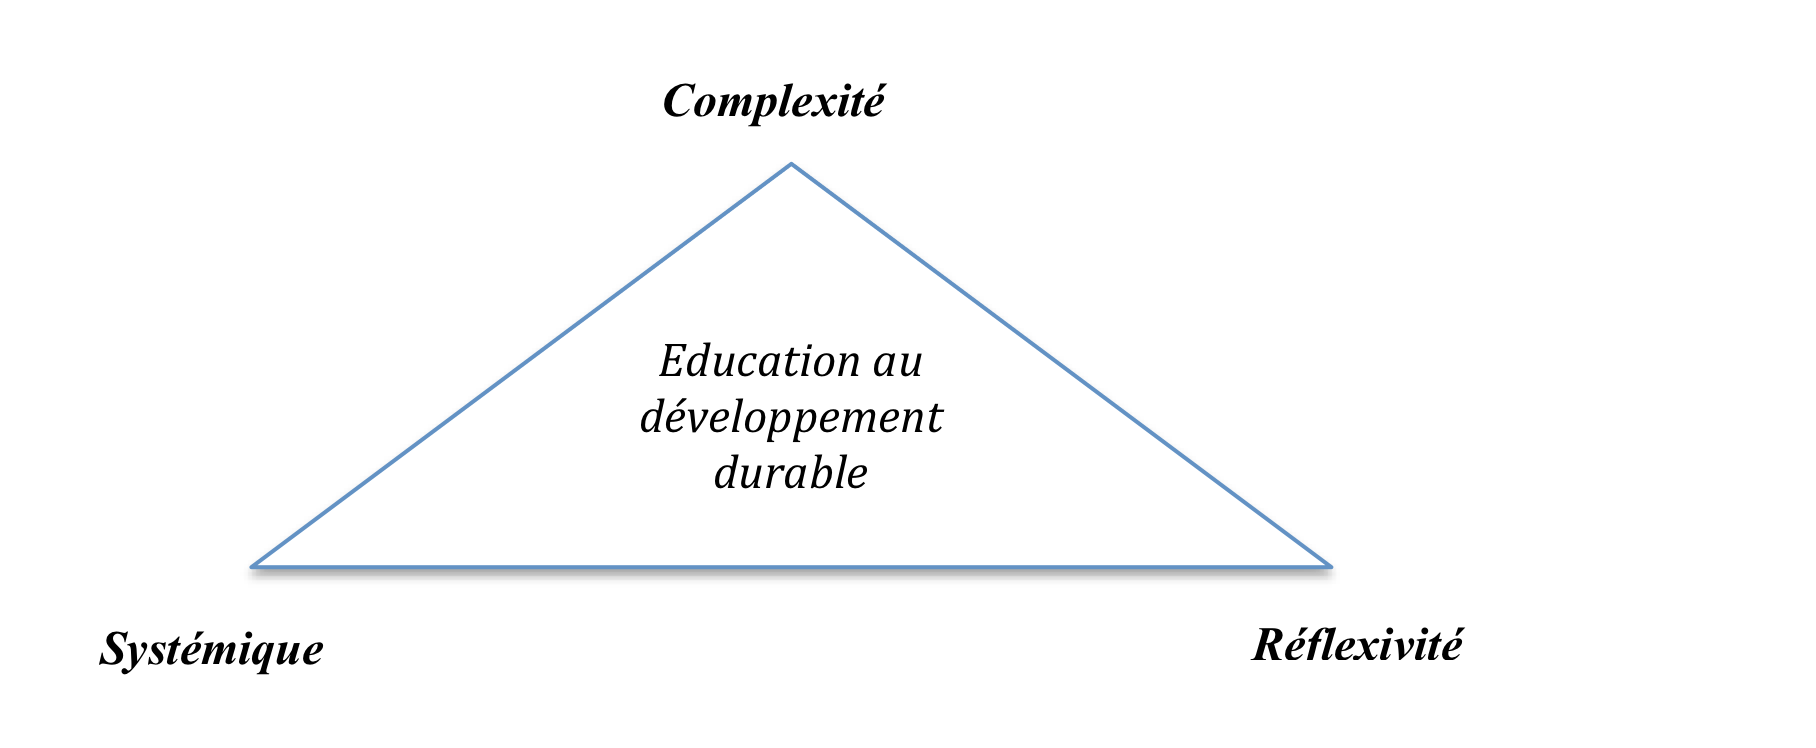 Complexité
Education au
développement
durable
Systémique
Réflexivité